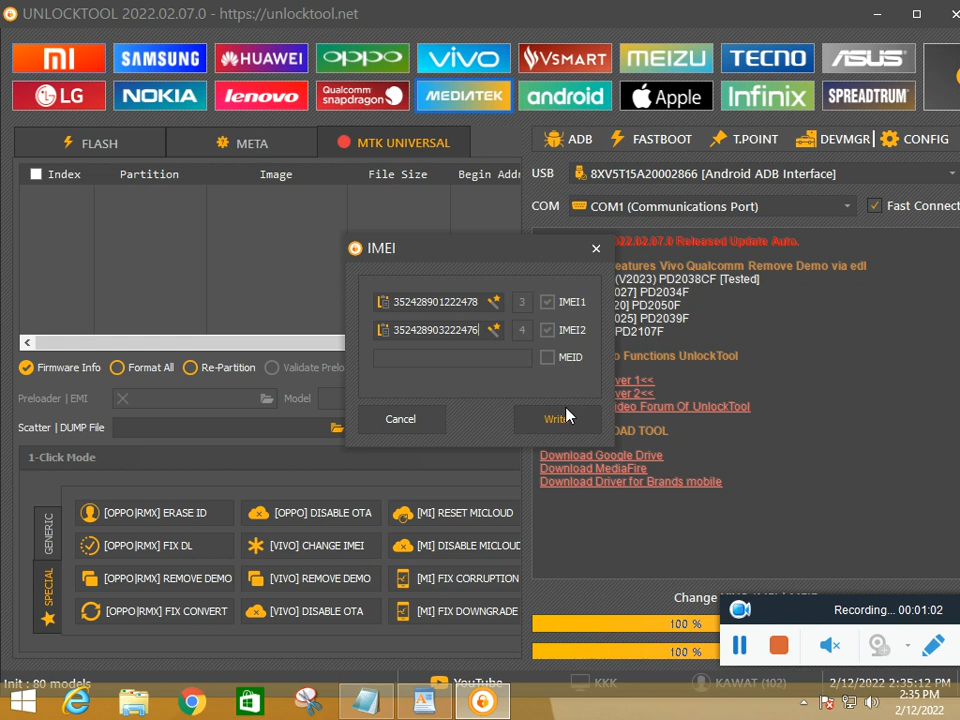 UNLOCKTOOL 2022.02.07.0 - https://unlocktool.net
mi SAMSUNG HUAWEI oppo vivo VSMART MEIZU TECNO ASUS
LG NOKIA lenovo Qualcomm snapdragon MEDIATEK android Apple Infinix SPREADTRUM
FLASH META MTK UNIVERSAL
ADB FASTBOOT T.POINT DEVMGR CONFIG
Index Partition Image File Size Begin Addr
USB 8XV5T15A20002866 [Android ADB Interface]
COM COM1 (Communications Port) Fast Connect
2022.02.07.0 Released Update Auto.
eatures Vivo Qualcomm Remove Demo via edl
(V2023) PD2038CF [Tested]
027] PD2034F
20] PD2050F
025] PD2039F
PD2107F
o Functions UnlockTool
ver 1<<
ver 2<<
deo Forum Of UnlockTool
OAD TOOL
Download Google Drive
Download MediaFire
Download Driver for Brands mobile
IMEI
352428901222478 3 IMEI1
352428903222476 4 IMEI2
MEID
Cancel Writ
Firmware Info Format All Re-Partition Validate Prelo
Preloader | EMI Model
Scatter | DUMP File
1-Click Mode
GENERIC
SPECIAL
[OPPO|RMX] ERASE ID [OPPO] DISABLE OTA [MI] RESET MICLOUD
[OPPO|RMX] FIX DL [VIVO] CHANGE IMEI [MI] DISABLE MICLOUD
[OPPO|RMX] REMOVE DEMO [VIVO] REMOVE DEMO [MI] FIX CORRUPTION
[OPPO|RMX] FIX CONVERT [VIVO] DISABLE OTA [MI] FIX DOWNGRADE
Change
100 %
100 %
Recording... 00:01:02
Init : 80 models YouTube KKK KAWAT (102) 2/12/2022 2:35:12 PM
2:35 PM
2/12/2022